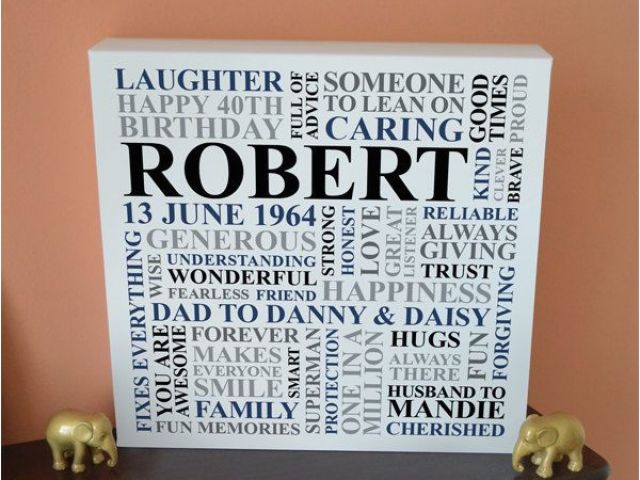 LAUGHTER
HAPPY 40TH
BIRTHDAY
FULL OF
ADVICE
SOMEONE
TO LEAN ON
CARING
GOOD
TIMES
PROUD
ROBERT
KIND
CLEVER
BRAVE
13 JUNE 1964
GENEROUS
UNDERSTANDING
WISE
WONDERFUL
FEARLESS FRIEND
STRONG
HONEST
LOVE
GREAT
LISTENER
RELIABLE
ALWAYS
GIVING
TRUST
HAPPINESS
FORGIVING
FIXES EVERYTHING
DAD TO DANNY & DAISY
YOU ARE
AWESOME
FOREVER
MAKES
EVERYONE
SMILE
SMART
FAMILY
FUN MEMORIES
SUPERMAN
PROTECTION
ONE IN A
MILLION
HUGS
ALWAYS
THERE
FUN
HUSBAND TO
MANDIE
CHERISHED